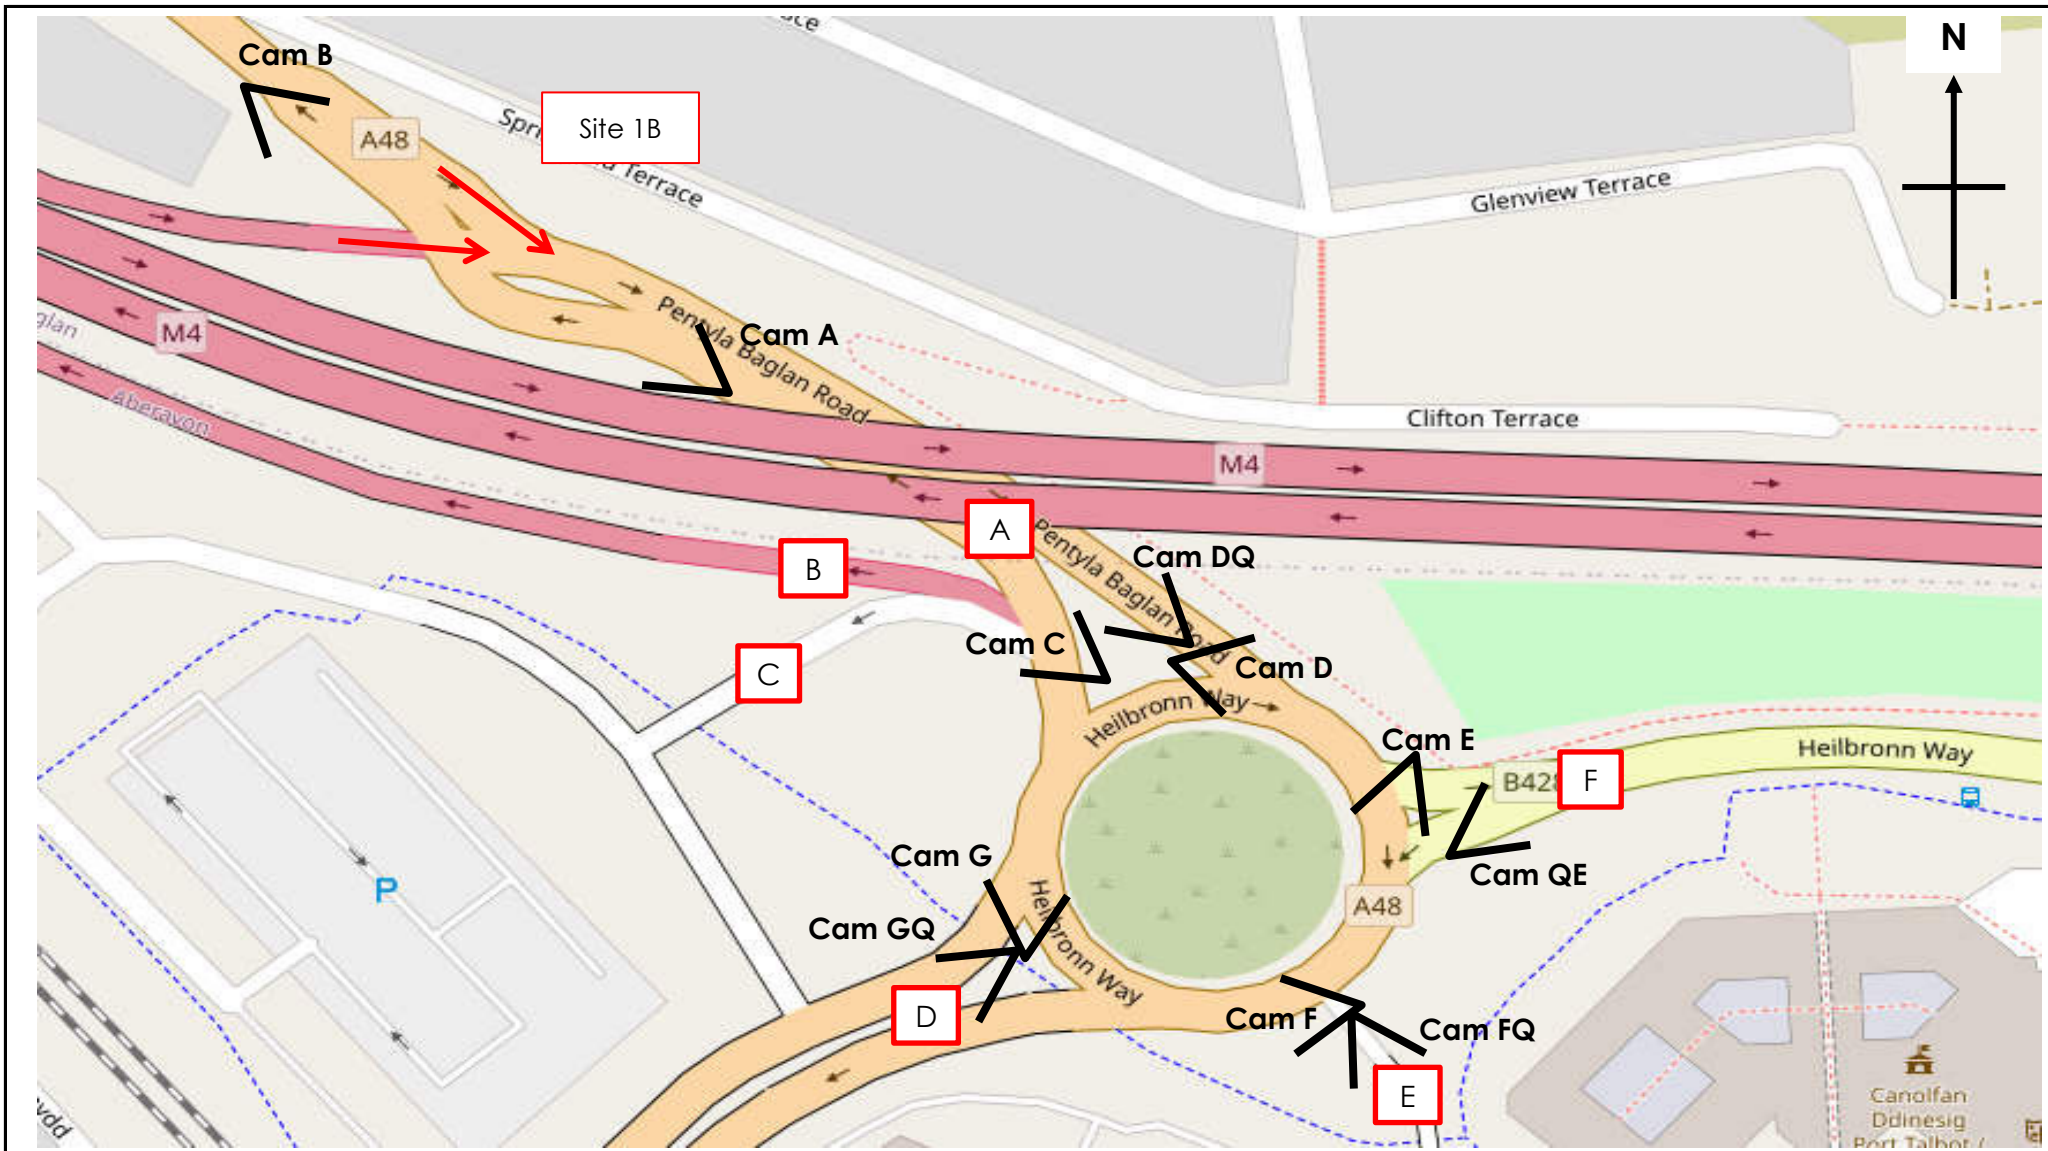 N
Cam B
Site 1B
A48
Terrace
Glenview Terrace
M4
Pentyla Baglan Road
Cam A
Aberavon
Clifton Terrace
M4
A
B
Pentyla Baglan Road
Cam DQ
Cam C
Cam D
C
Heilbronn Way
Cam E
Heilbronn Way
F
Cam G
Cam QE
P
A48
Cam GQ
Heilbronn Way
D
Cam F
Cam FQ
E
Canolfan
Ddinesig
Port Talbot /